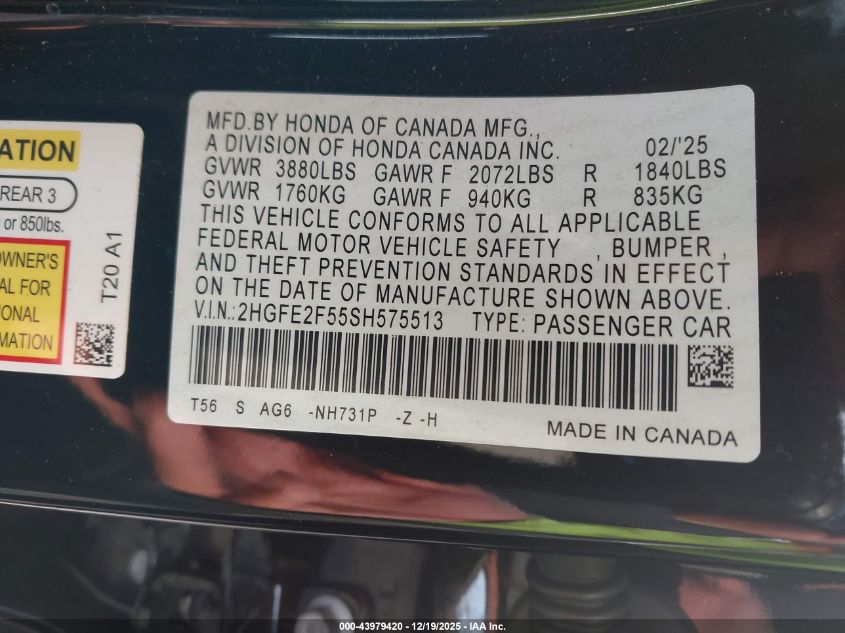 ATION
REAR 3
or 850lbs.
OWNER'S
AL FOR
IONAL
MATION
T20 A1
MFD.BY HONDA OF CANADA MFG.,
A DIVISION OF HONDA CANADA INC. 02/'25
GVWR 3880LBS GAWR F 2072LBS R 1840LBS
GVWR 1760KG GAWR F 940KG R 835KG
THIS VEHICLE CONFORMS TO ALL APPLICABLE
FEDERAL MOTOR VEHICLE SAFETY , BUMPER ,
AND THEFT PREVENTION STANDARDS IN EFFECT
ON THE DATE OF MANUFACTURE SHOWN ABOVE.
V.I.N.:2HGFE2F55SH575513 TYPE: PASSENGER CAR
T56 S AG6 -NH731P -Z -H
MADE IN CANADA
000-43979420 - 12/19/2025 - IAA Inc.